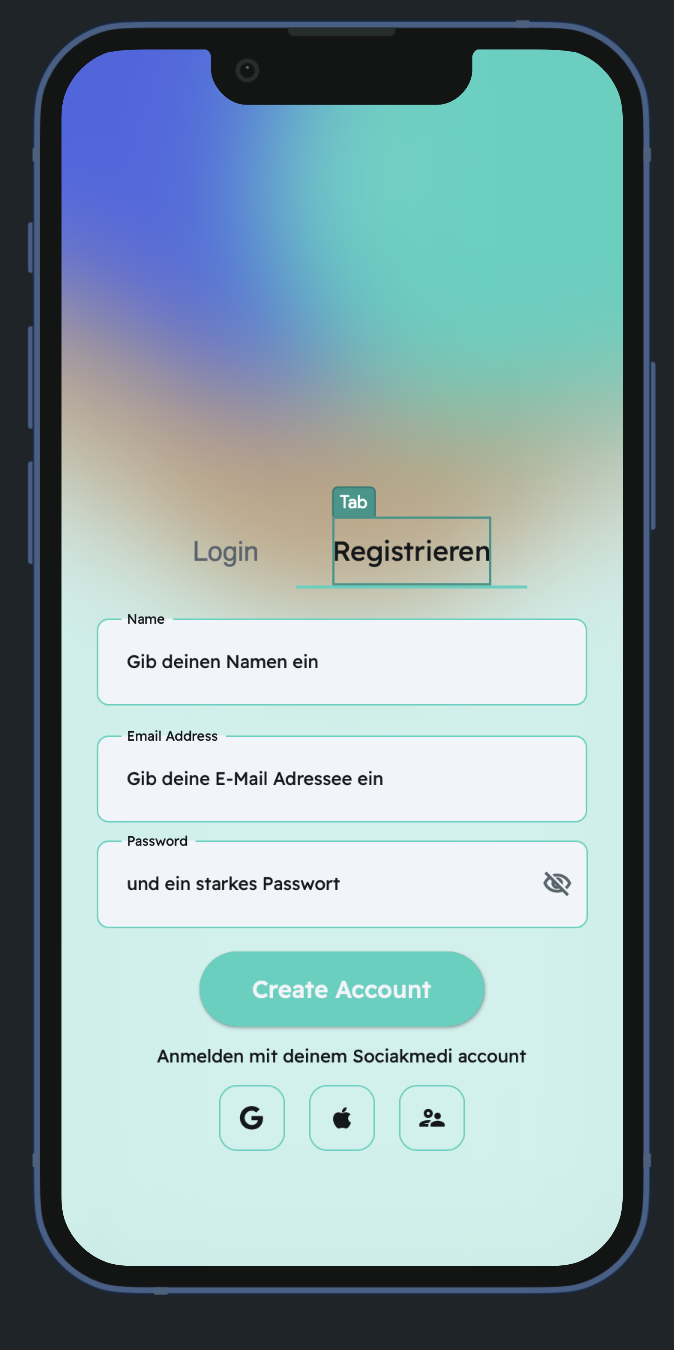 Tab
Login Registrieren
Name
Gib deinen Namen ein
Email Address
Gib deine E-Mail Adressee ein
Password
und ein starkes Passwort
Create Account
Anmelden mit deinem Sociakmedi account